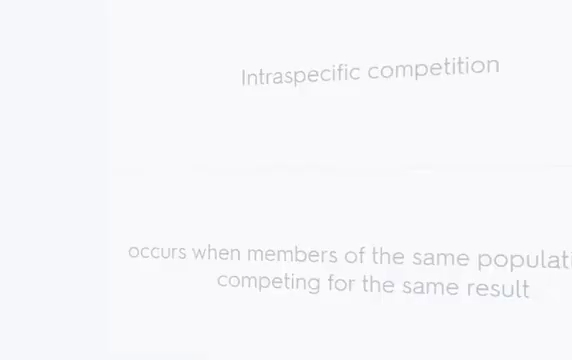 Intraspecific competition
occurs when members of the same populati
competing for the same result